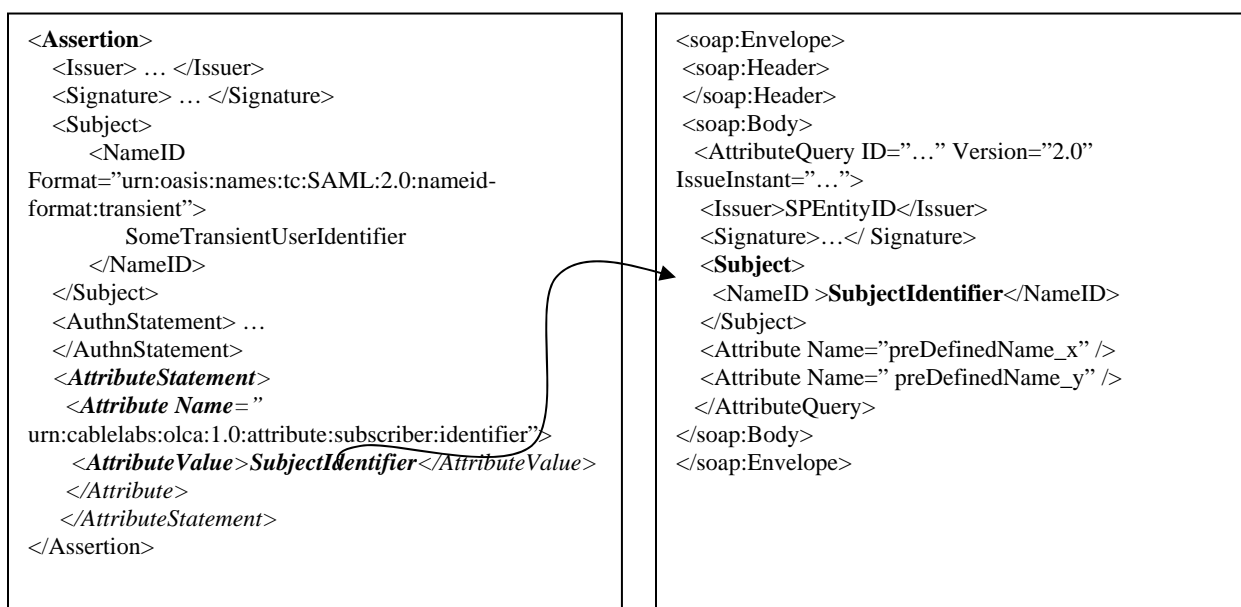 <Assertion>
<Issuer> … </Issuer>
<Signature> … </Signature>
<Subject>
<NameID
Format=”urn:oasis:names:tc:SAML:2.0:nameid-
format:transient”>
SomeTransientUserIdentifier
</NameID>
</Subject>
<AuthnStatement> …
</AuthnStatement>
<AttributeStatement>
<Attribute Name=”
urn:cablelabs:olca:1.0:attribute:subscriber:identifier”>
<AttributeValue>SubjectIdentifier</AttributeValue>
</Attribute>
</AttributeStatement>
</Assertion>
<soap:Envelope>
<soap:Header>
</soap:Header>
<soap:Body>
<AttributeQuery ID=”…” Version=”2.0”
IssueInstant=”…”>
<Issuer>SPEntityID</Issuer>
<Signature>…</ Signature>
<Subject>
<NameID >SubjectIdentifier</NameID>
</Subject>
<Attribute Name=”preDefinedName_x” />
<Attribute Name=” preDefinedName_y” />
</AttributeQuery>
</soap:Body>
</soap:Envelope>